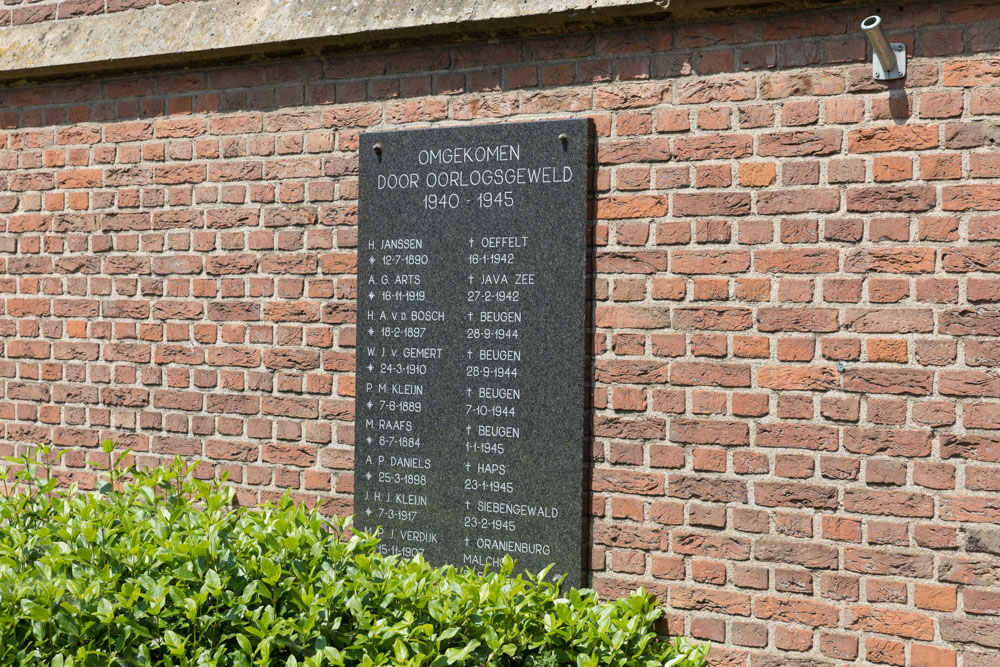 OMGEKOMEN
DOOR OORLOGSGEWELD
1940 - 1945
H. JANSSEN † OEFFELT
* 12-7-1890 16-1-1942
A. G. ARTS † JAVA ZEE
* 16-11-1919 27-2-1942
H. A. v. D. BOSCH † BEUGEN
* 18-2-1897 28-9-1944
W. J. v. GEMERT † BEUGEN
* 24-3-1910 28-9-1944
P. M. KLEIJN † BEUGEN
* 7-8-1889 7-10-1944
M. RAAFS † BEUGEN
* 8-7-1884 1-1-1945
A. P. DANIELS † HAPS
* 25-3-1898 23-1-1945
J. H. J. KLEIJN † SIEBENGEWALD
* 7-3-1917 23-2-1945
M. P. J. VERDIJK † ORANIENBURG
15-11-1907